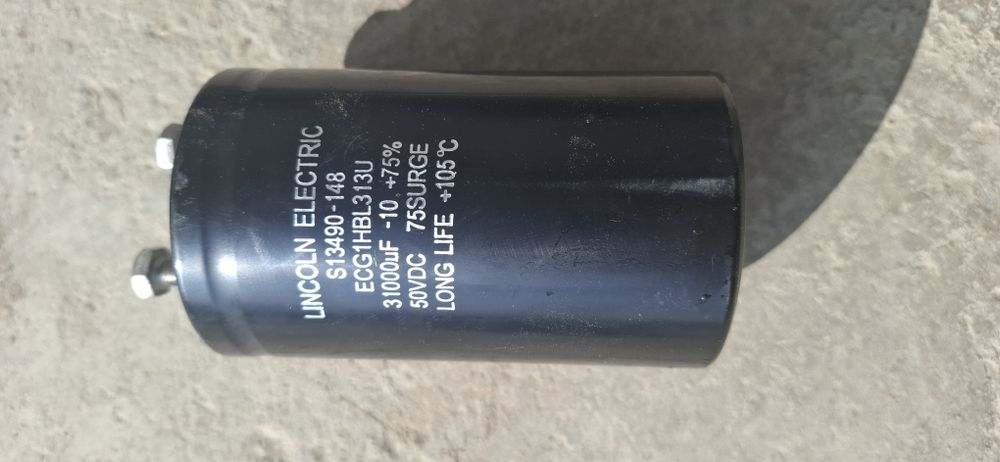 LINCOLN ELECTRIC
S13490-148
ECG1HBL313U
31000µF -10 +75%
50VDC 75SURGE
LONG LIFE +105°C